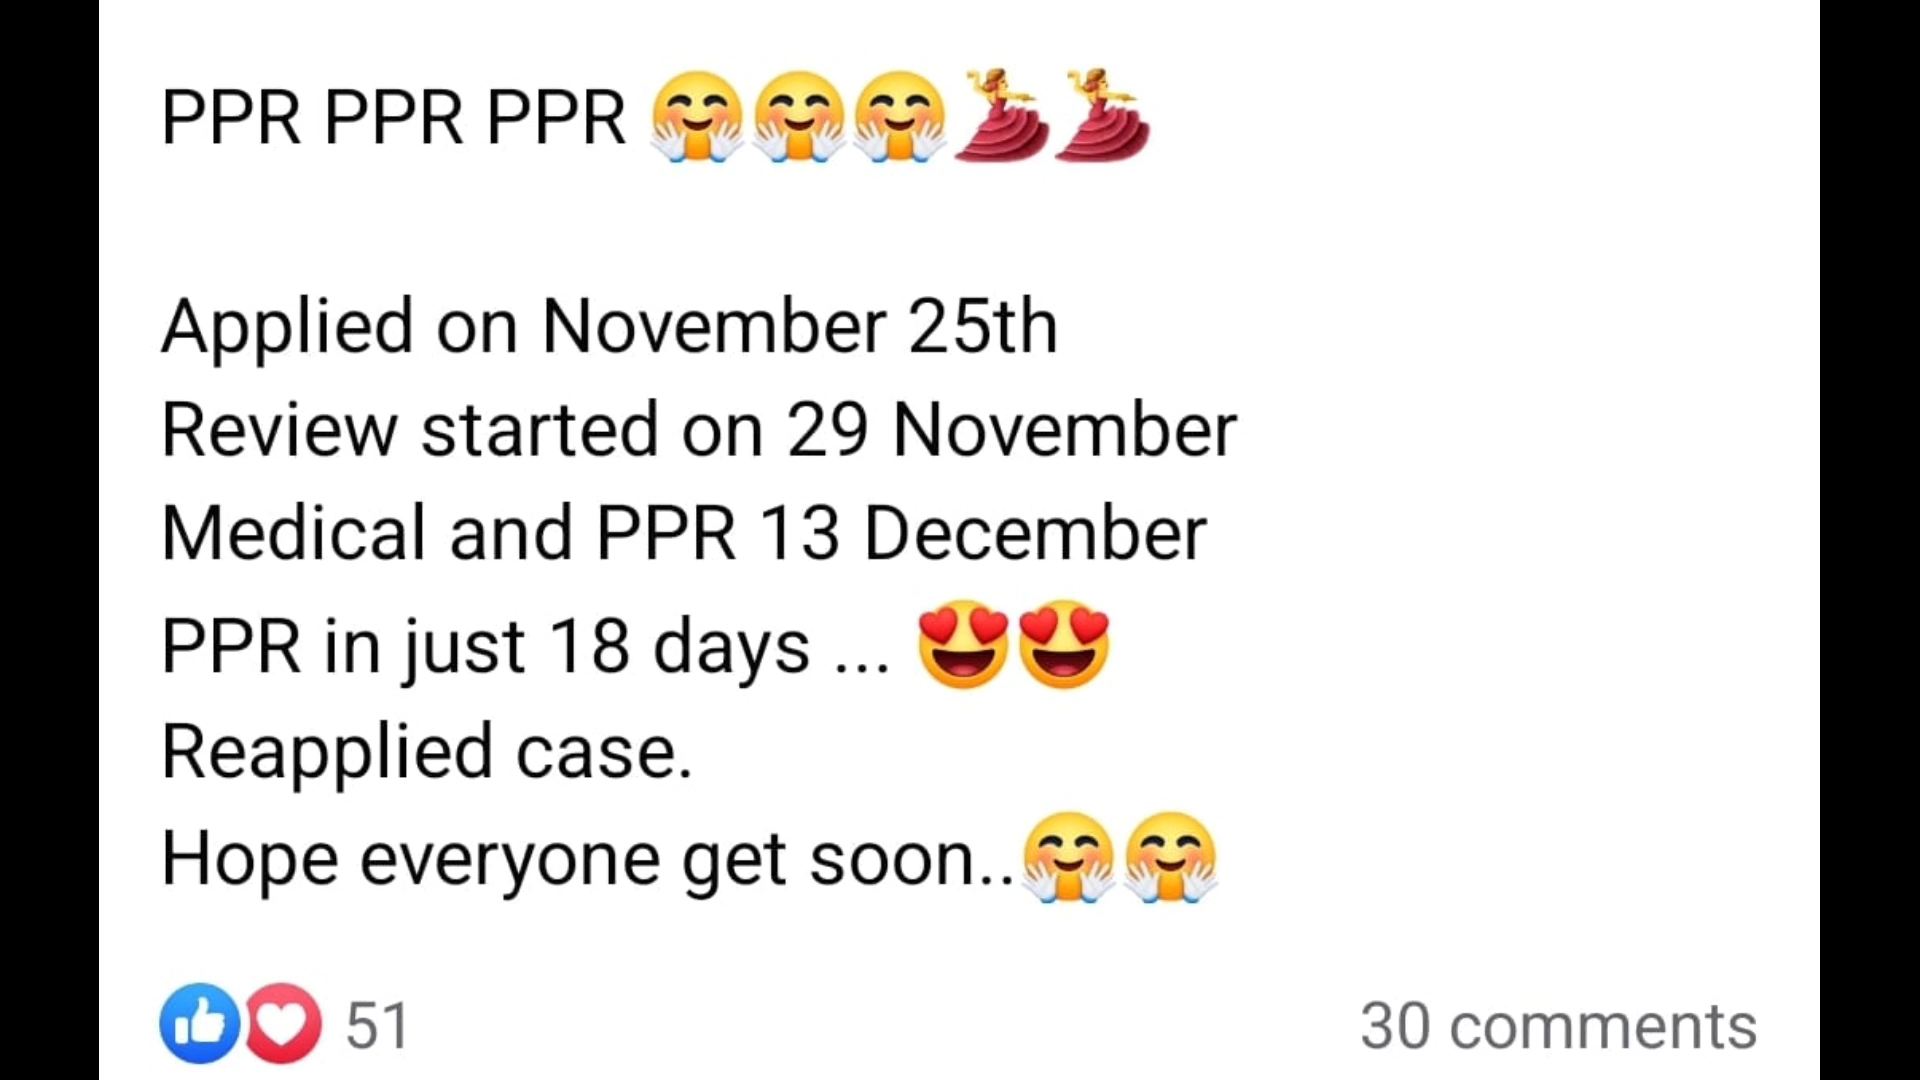 PPR PPR PPR 🤗🤗🤗💃💃
Applied on November 25th
Review started on 29 November
Medical and PPR 13 December
PPR in just 18 days ... 😍😍
Reapplied case.
Hope everyone get soon..🤗🤗
51
30 comments